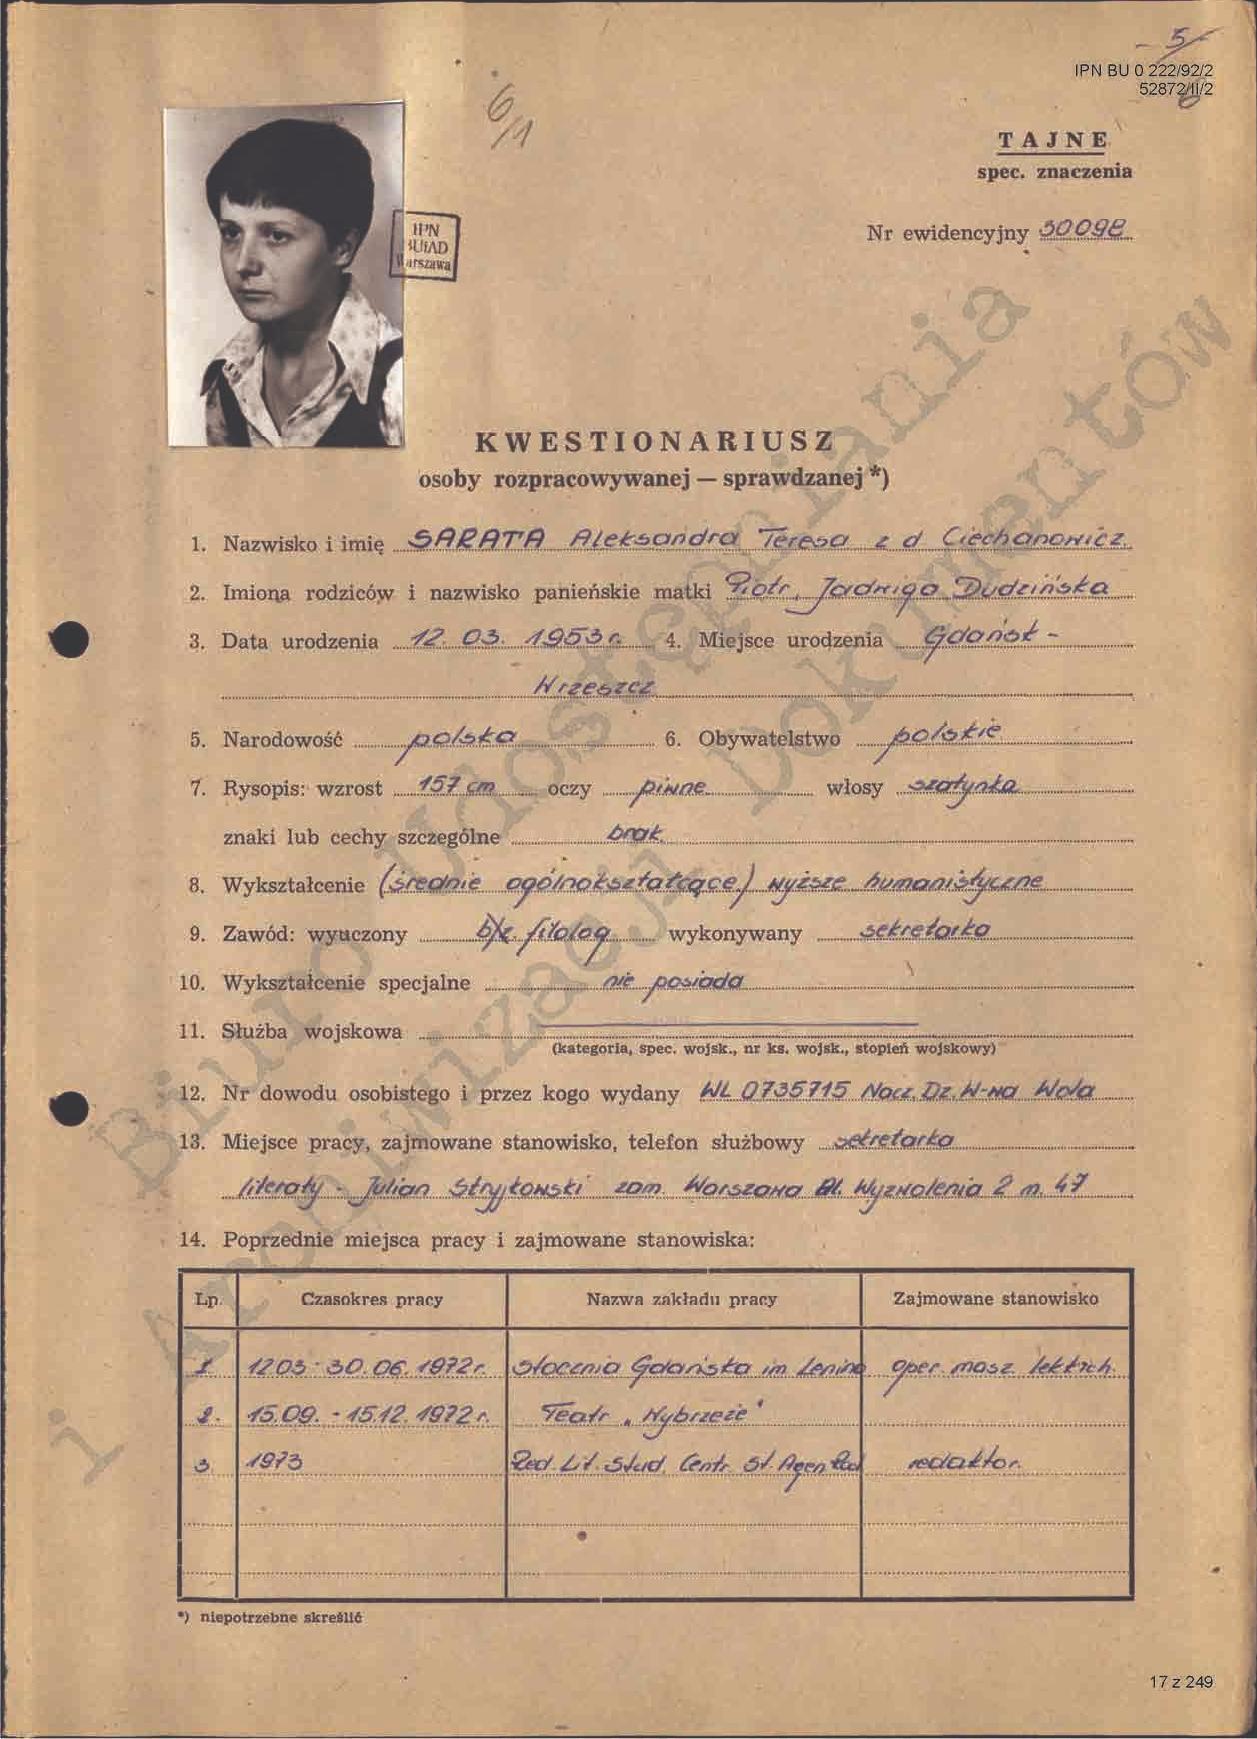 - 5 -
IPN BU 0 222/92/2
52872/II/2
6
6/1
TAJNE
spec. znaczenia
Nr ewidencyjny 30098
IPN
BUiAD
Warszawa
KWESTIONARIUSZ
osoby rozpracowywanej — sprawdzanej *)
1. Nazwisko i imię SARATA Aleksandra Teresa z d Ciechanowicz
2. Imiona rodziców i nazwisko panieńskie matki Piotr, Jadwiga Dudzińska
3. Data urodzenia 12. 03. 1953 r. 4. Miejsce urodzenia Gdańsk -
Wrzeszcz
5. Narodowość polska 6. Obywatelstwo polskie
7. Rysopis: wzrost 157 cm oczy piwne włosy szatynka
znaki lub cechy szczególne brak.
8. Wykształcenie (średnie ogólnokształcące) wyższe humanistyczne
9. Zawód: wyuczony b/z. filolog wykonywany sekretarka
10. Wykształcenie specjalne nie posiada
11. Służba wojskowa
(kategoria, spec. wojsk., nr ks. wojsk., stopień wojskowy)
12. Nr dowodu osobistego i przez kogo wydany WL 0735715 Nacz. Dz. W-wa Wola
13. Miejsce pracy, zajmowane stanowisko, telefon służbowy sekretarka
literaty - Julian Stryjkowski zam. Warszawa Al. Wyzwolenia 2 m. 47
14. Poprzednie miejsca pracy i zajmowane stanowiska:
Lp. Czasokres pracy Nazwa zakładu pracy Zajmowane stanowisko
1. 12 03 - 30. 06. 1972 r. Stocznia Gdańska im Lenina oper. masz.
2. 15. 09. - 15. 12. 1972 r. Teatr „Wybrzeże"
3. 1973 Red. Lit. Stud. Centr. St. Agen Rad redaktor.
*) niepotrzebne skreślić
Biuro Udostępniania
i Archiwizacji Dokumentów
17 z 249